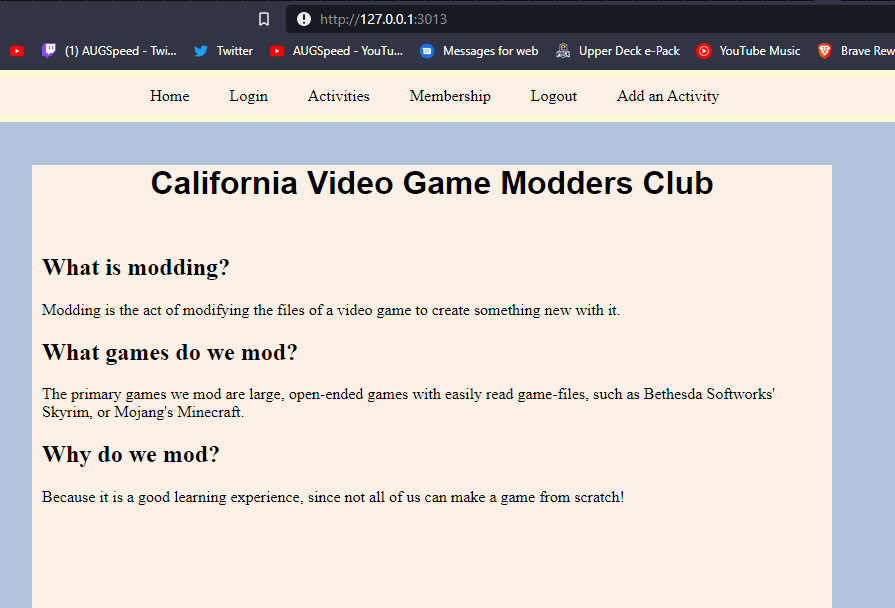 http://127.0.0.1:3013
(1) AUGSpeed - Twi... Twitter AUGSpeed - YouTu... Messages for web Upper Deck e-Pack YouTube Music Brave Rew
Home Login Activities Membership Logout Add an Activity
California Video Game Modders Club
What is modding?
Modding is the act of modifying the files of a video game to create something new with it.
What games do we mod?
The primary games we mod are large, open-ended games with easily read game-files, such as Bethesda Softworks'
Skyrim, or Mojang's Minecraft.
Why do we mod?
Because it is a good learning experience, since not all of us can make a game from scratch!